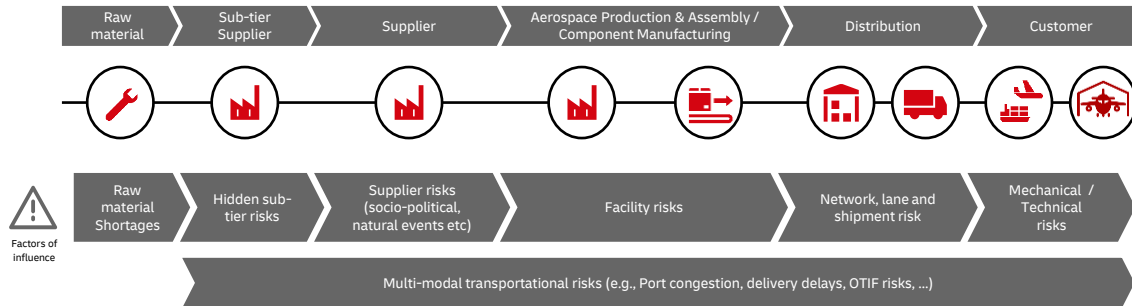 Raw
material
Sub-tier
Supplier
Supplier
Aerospace Production & Assembly /
Component Manufacturing
Distribution
Customer
Factors of
influence
Raw
material
Shortages
Hidden sub-
tier risks
Supplier risks
(socio-political,
natural events etc)
Facility risks
Network, lane and
shipment risk
Mechanical /
Technical
risks
Multi-modal transportational risks (e.g., Port congestion, delivery delays, OTIF risks, ...)